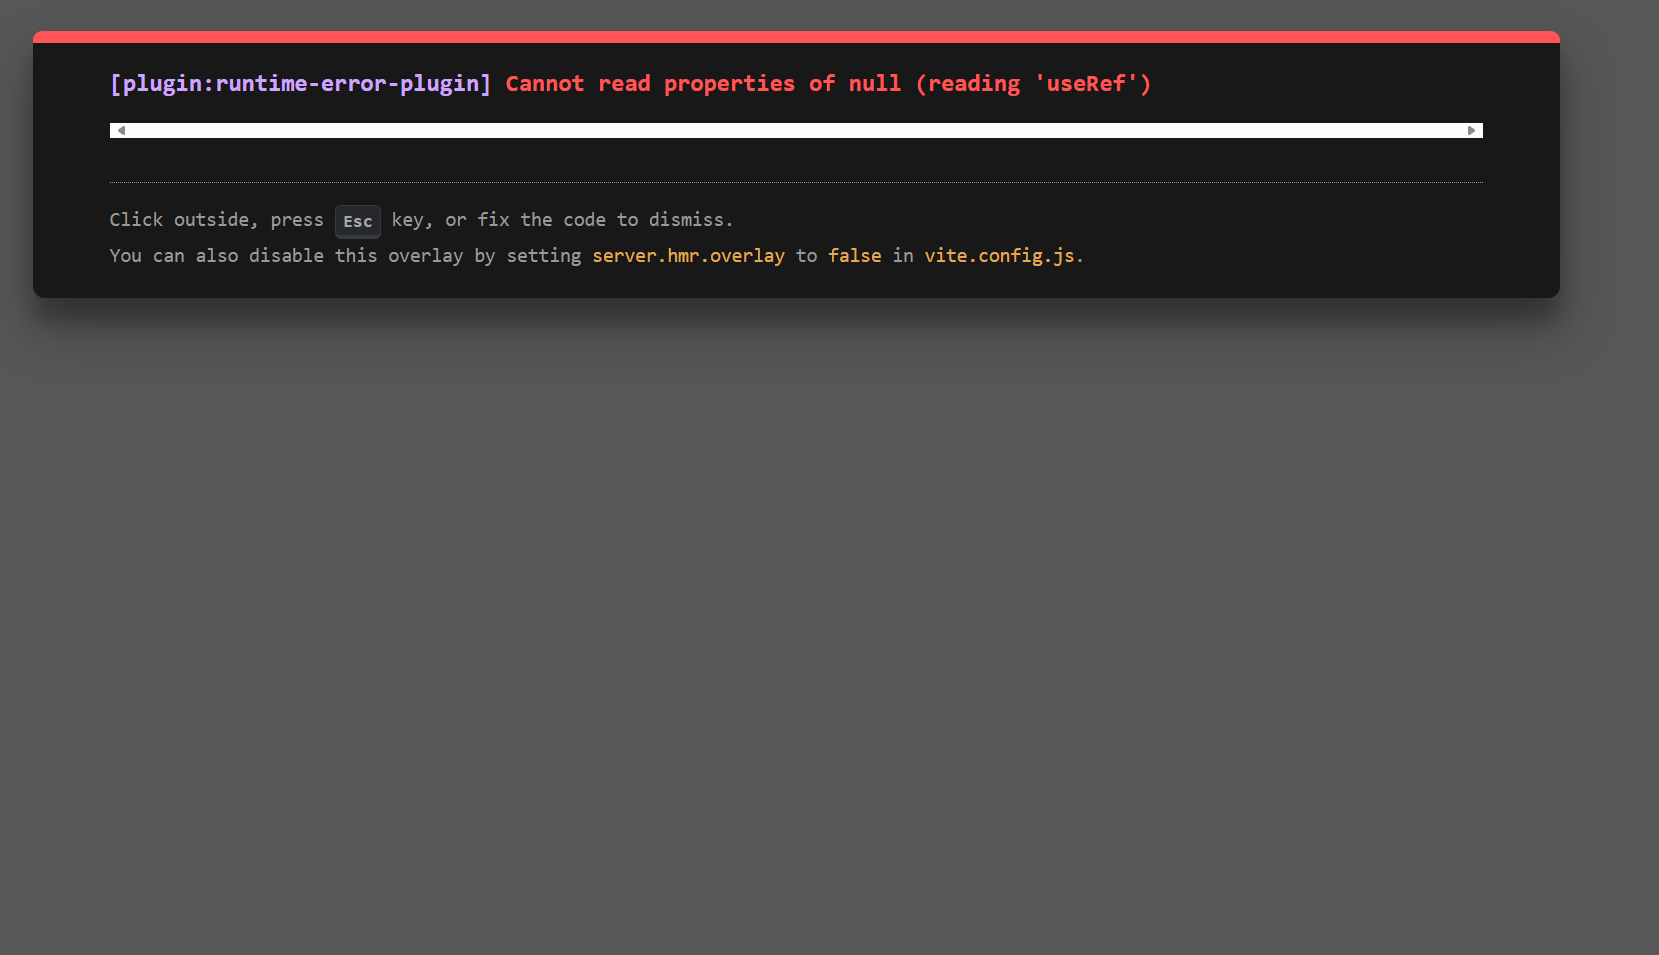 [plugin:runtime-error-plugin] Cannot read properties of null (reading 'useRef')
Click outside, press Esc key, or fix the code to dismiss.
You can also disable this overlay by setting server.hmr.overlay to false in vite.config.js.